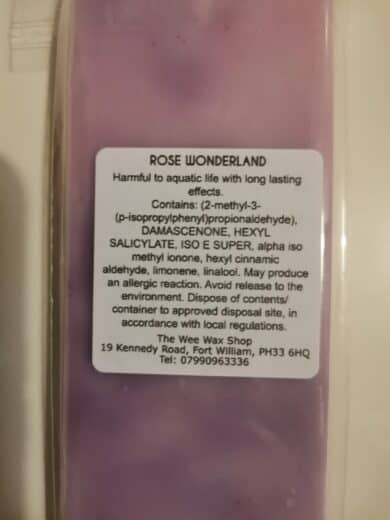 ROSE WONDERLAND
Harmful to aquatic life with long lasting
effects.
Contains: (2-methyl-3-
(p-isopropylphenyl)propionaldehyde),
DAMASCENONE, HEXYL
SALICYLATE, ISO E SUPER, alpha iso
methyl ionone, hexyl cinnamic
aldehyde, limonene, linalool. May produce
an allergic reaction. Avoid release to the
environment. Dispose of contents/
container to approved disposal site, in
accordance with local regulations.
The Wee Wax Shop
19 Kennedy Road, Fort William, PH33 6HQ
Tel: 07990963336